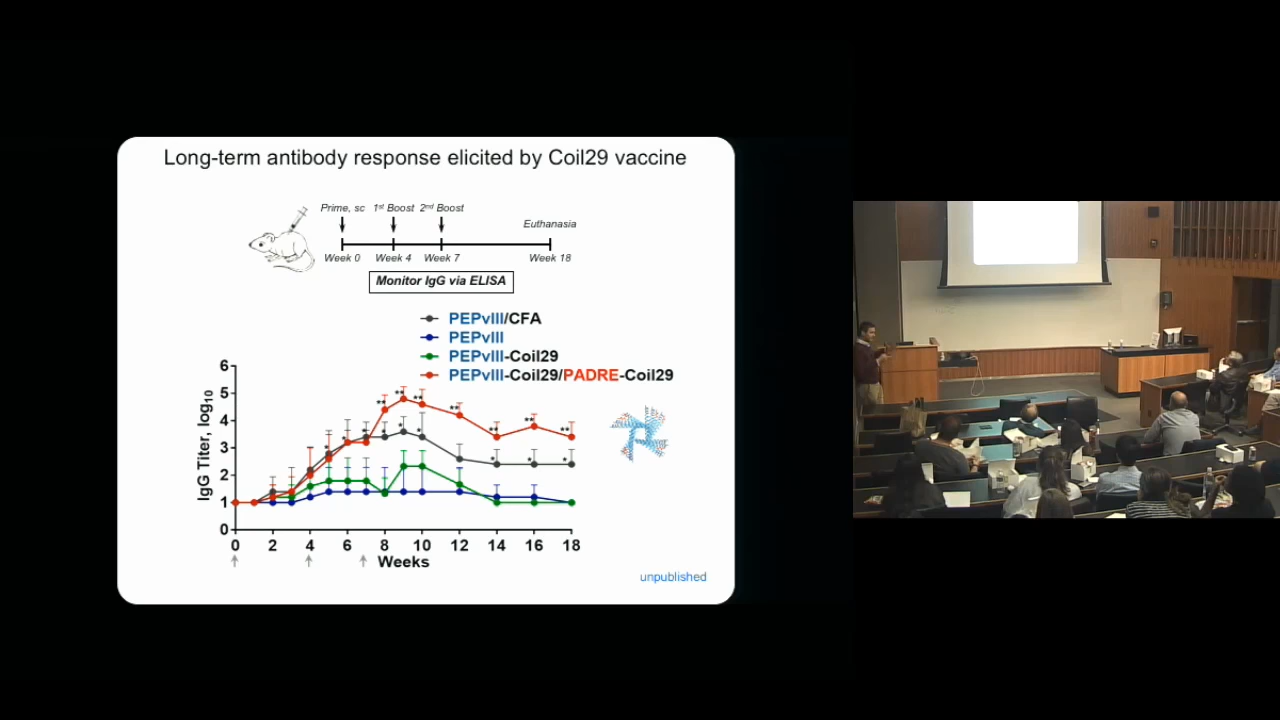 Long-term antibody response elicited by Coil29 vaccine
Prime, sc 1st Boost 2nd Boost
Euthanasia
Week 0 Week 4 Week 7 Week 18
Monitor IgG via ELISA
PEPvIII/CFA
PEPvIII
PEPvIII-Coil29
PEPvIII-Coil29/PADRE-Coil29
IgG Titer, log10
6
5
4
3
2
1
0
0 2 4 6 8 10 12 14 16 18
Weeks
unpublished